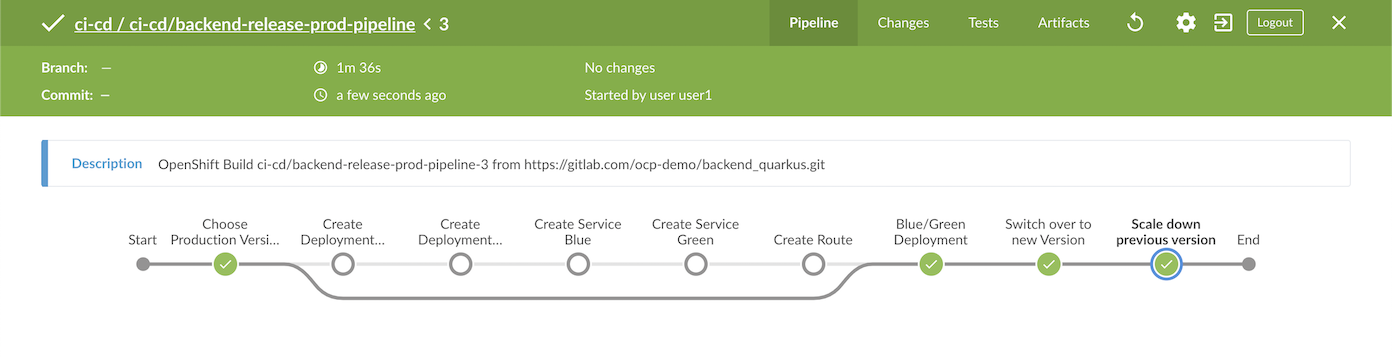 ci-cd / ci-cd/backend-release-prod-pipeline < 3
Pipeline
Changes
Tests
Artifacts
Logout
Branch: —
1m 36s
No changes
Commit: —
a few seconds ago
Started by user user1
Description
OpenShift Build ci-cd/backend-release-prod-pipeline-3 from https://gitlab.com/ocp-demo/backend_quarkus.git
Start
Choose
Production Versi...
Create
Deployment...
Create
Deployment...
Create Service
Blue
Create Service
Green
Create Route
Blue/Green
Deployment
Switch over to
new Version
Scale down
previous version
End